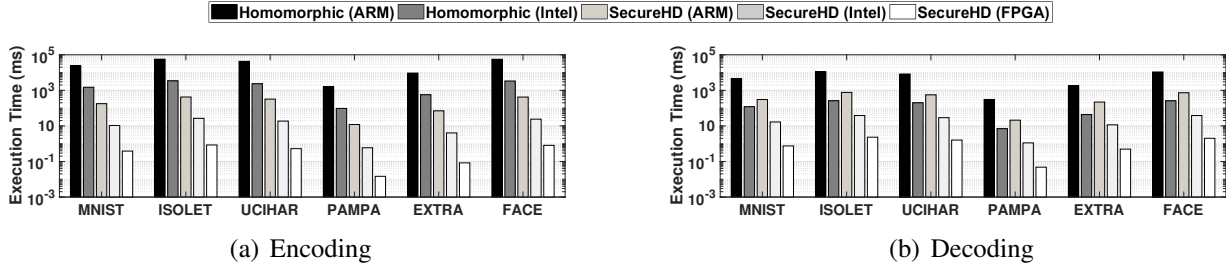 Homomorphic (ARM) Homomorphic (Intel) SecureHD (ARM) SecureHD (Intel) SecureHD (FPGA)
Execution Time (ms)
10^5
10^3
10
10^-1
10^-3
MNIST ISOLET UCIHAR PAMPA EXTRA FACE
(a) Encoding
Execution Time (ms)
10^5
10^3
10
10^-1
10^-3
MNIST ISOLET UCIHAR PAMPA EXTRA FACE
(b) Decoding